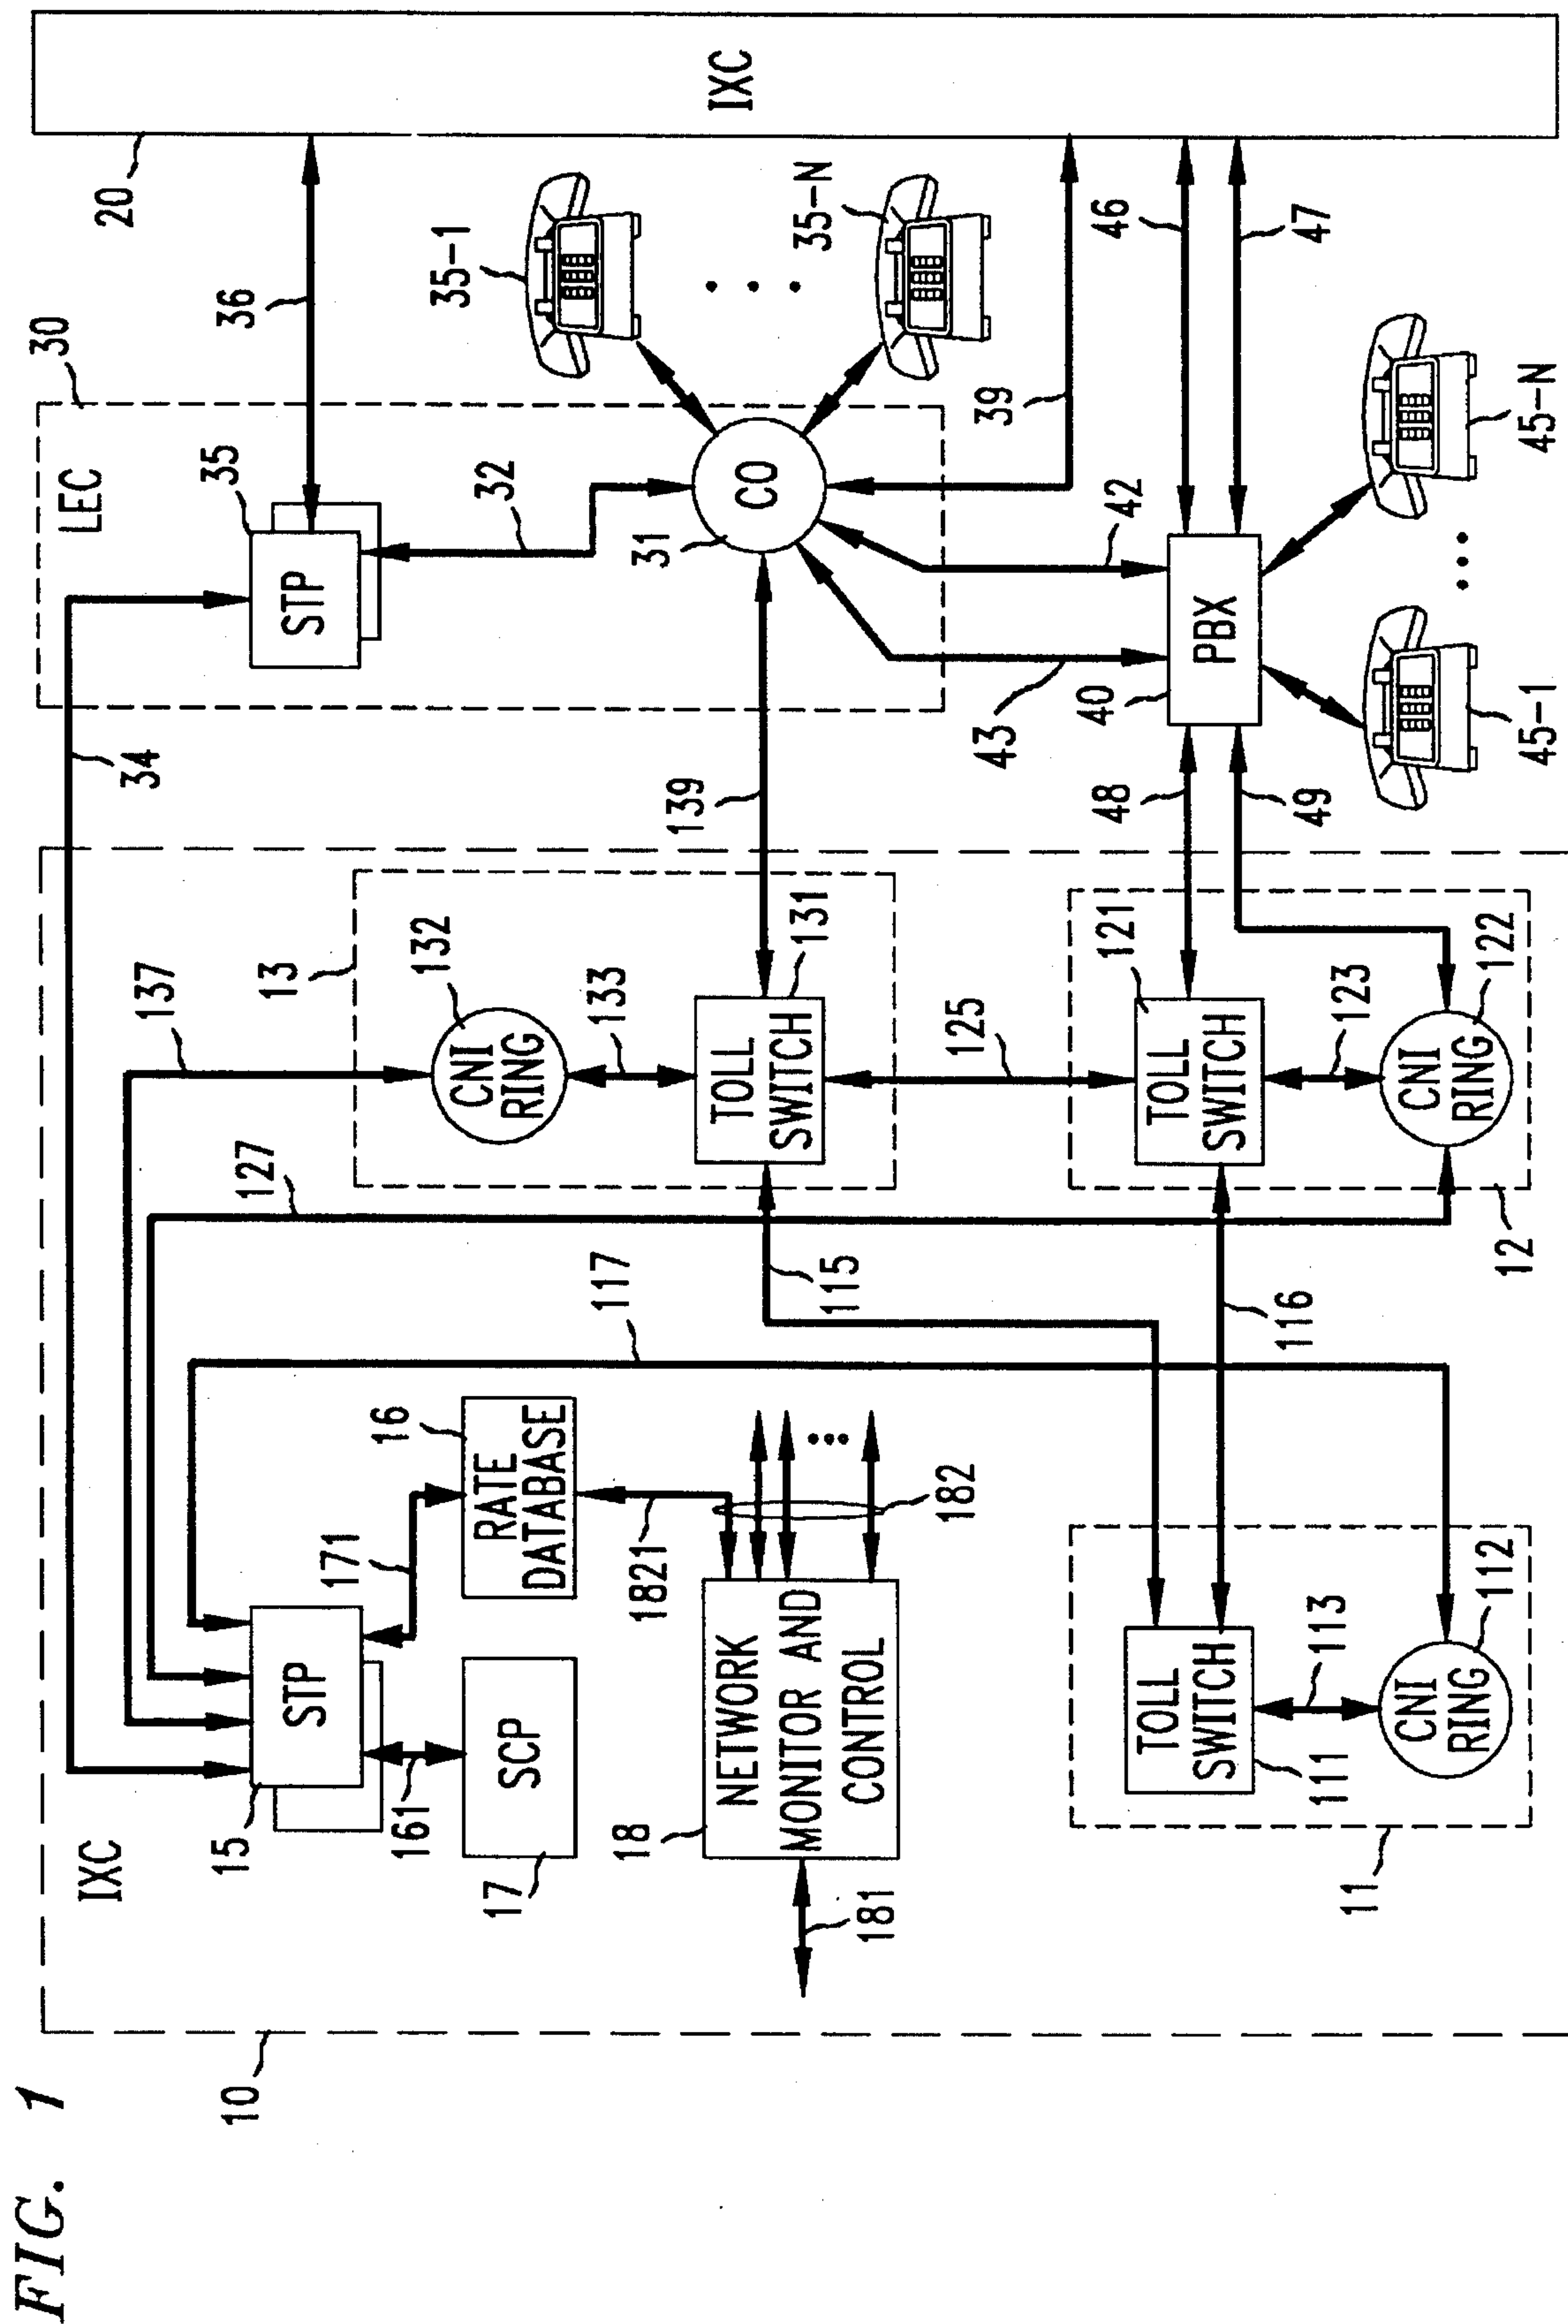 FIG. 1
10
IXC
34
137
127
117
15
STP
161
171
17
SCP
16
RATE
DATABASE
1821
18
NETWORK
MONITOR AND
CONTROL
181
182
13
132
CNI
RING
133
TOLL
SWITCH
131
115
139
125
116
11
TOLL
SWITCH
111
113
CNI
RING
112
12
121
TOLL
SWITCH
123
CNI
RING
122
48
49
30
LEC
35
STP
36
32
31
CO
35-1
35-N
39
43
42
40
PBX
46
47
45-1
45-N
20
IXC